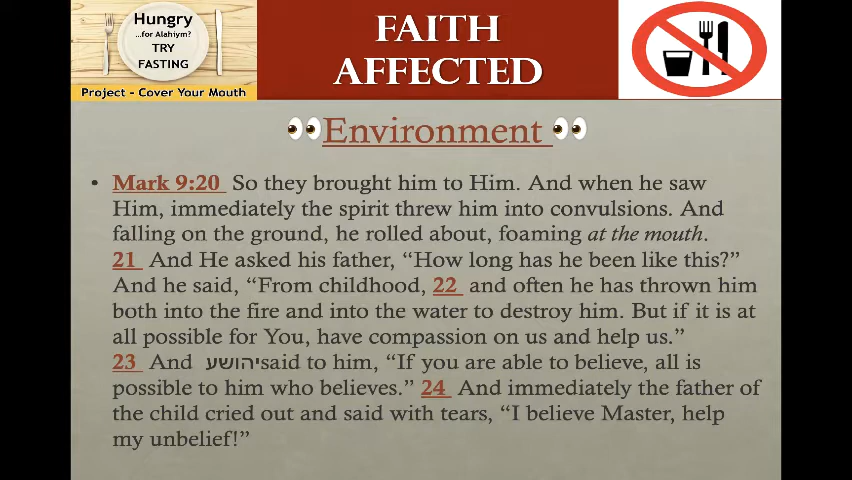 Hungry
...for Alahiym?
TRY
FASTING
Project - Cover Your Mouth
FAITH
AFFECTED
👀Environment 👀
• Mark 9:20 So they brought him to Him. And when he saw
Him, immediately the spirit threw him into convulsions. And
falling on the ground, he rolled about, foaming at the mouth.
21 And He asked his father, “How long has he been like this?”
And he said, “From childhood, 22 and often he has thrown him
both into the fire and into the water to destroy him. But if it is at
all possible for You, have compassion on us and help us.”
23 And יהושע said to him, “If you are able to believe, all is
possible to him who believes.” 24 And immediately the father of
the child cried out and said with tears, “I believe Master, help
my unbelief!”